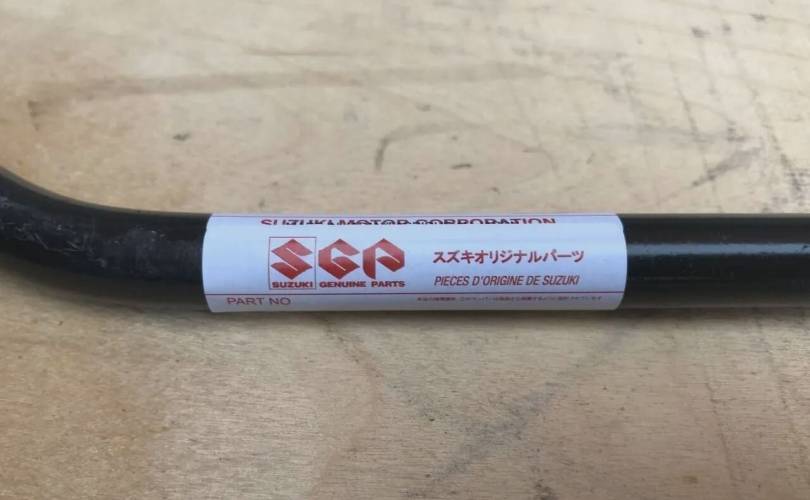 SUZUKI MOTOR CORPORATION
SGP
SUZUKI GENUINE PARTS
スズキオリジナルパーツ
PIECES D'ORIGINE DE SUZUKI
PART NO